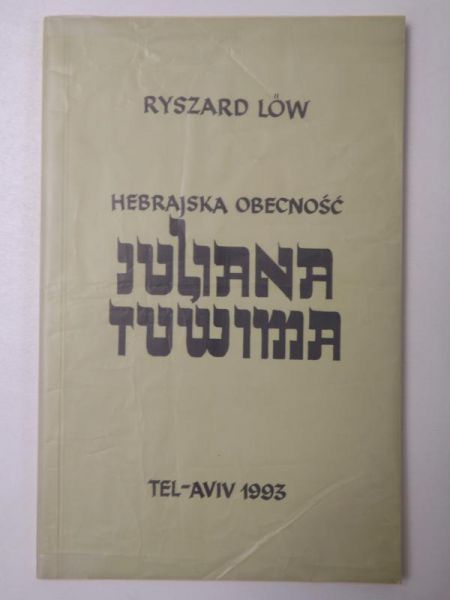 RYSZARD LÖW
HEBRAJSKA OBECNOŚĆ
JULIANA
TUWIMA
TEL-AVIV 1993